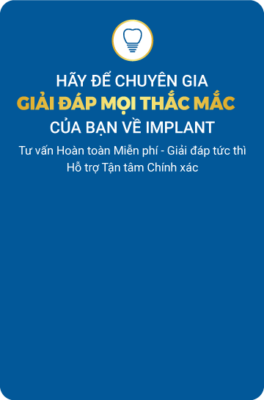 HÃY ĐỂ CHUYÊN GIA
GIẢI ĐÁP MỌI THẮC MẮC
CỦA BẠN VỀ IMPLANT
Tư vấn Hoàn toàn Miễn phí - Giải đáp tức thì
Hỗ trợ Tận tâm Chính xác